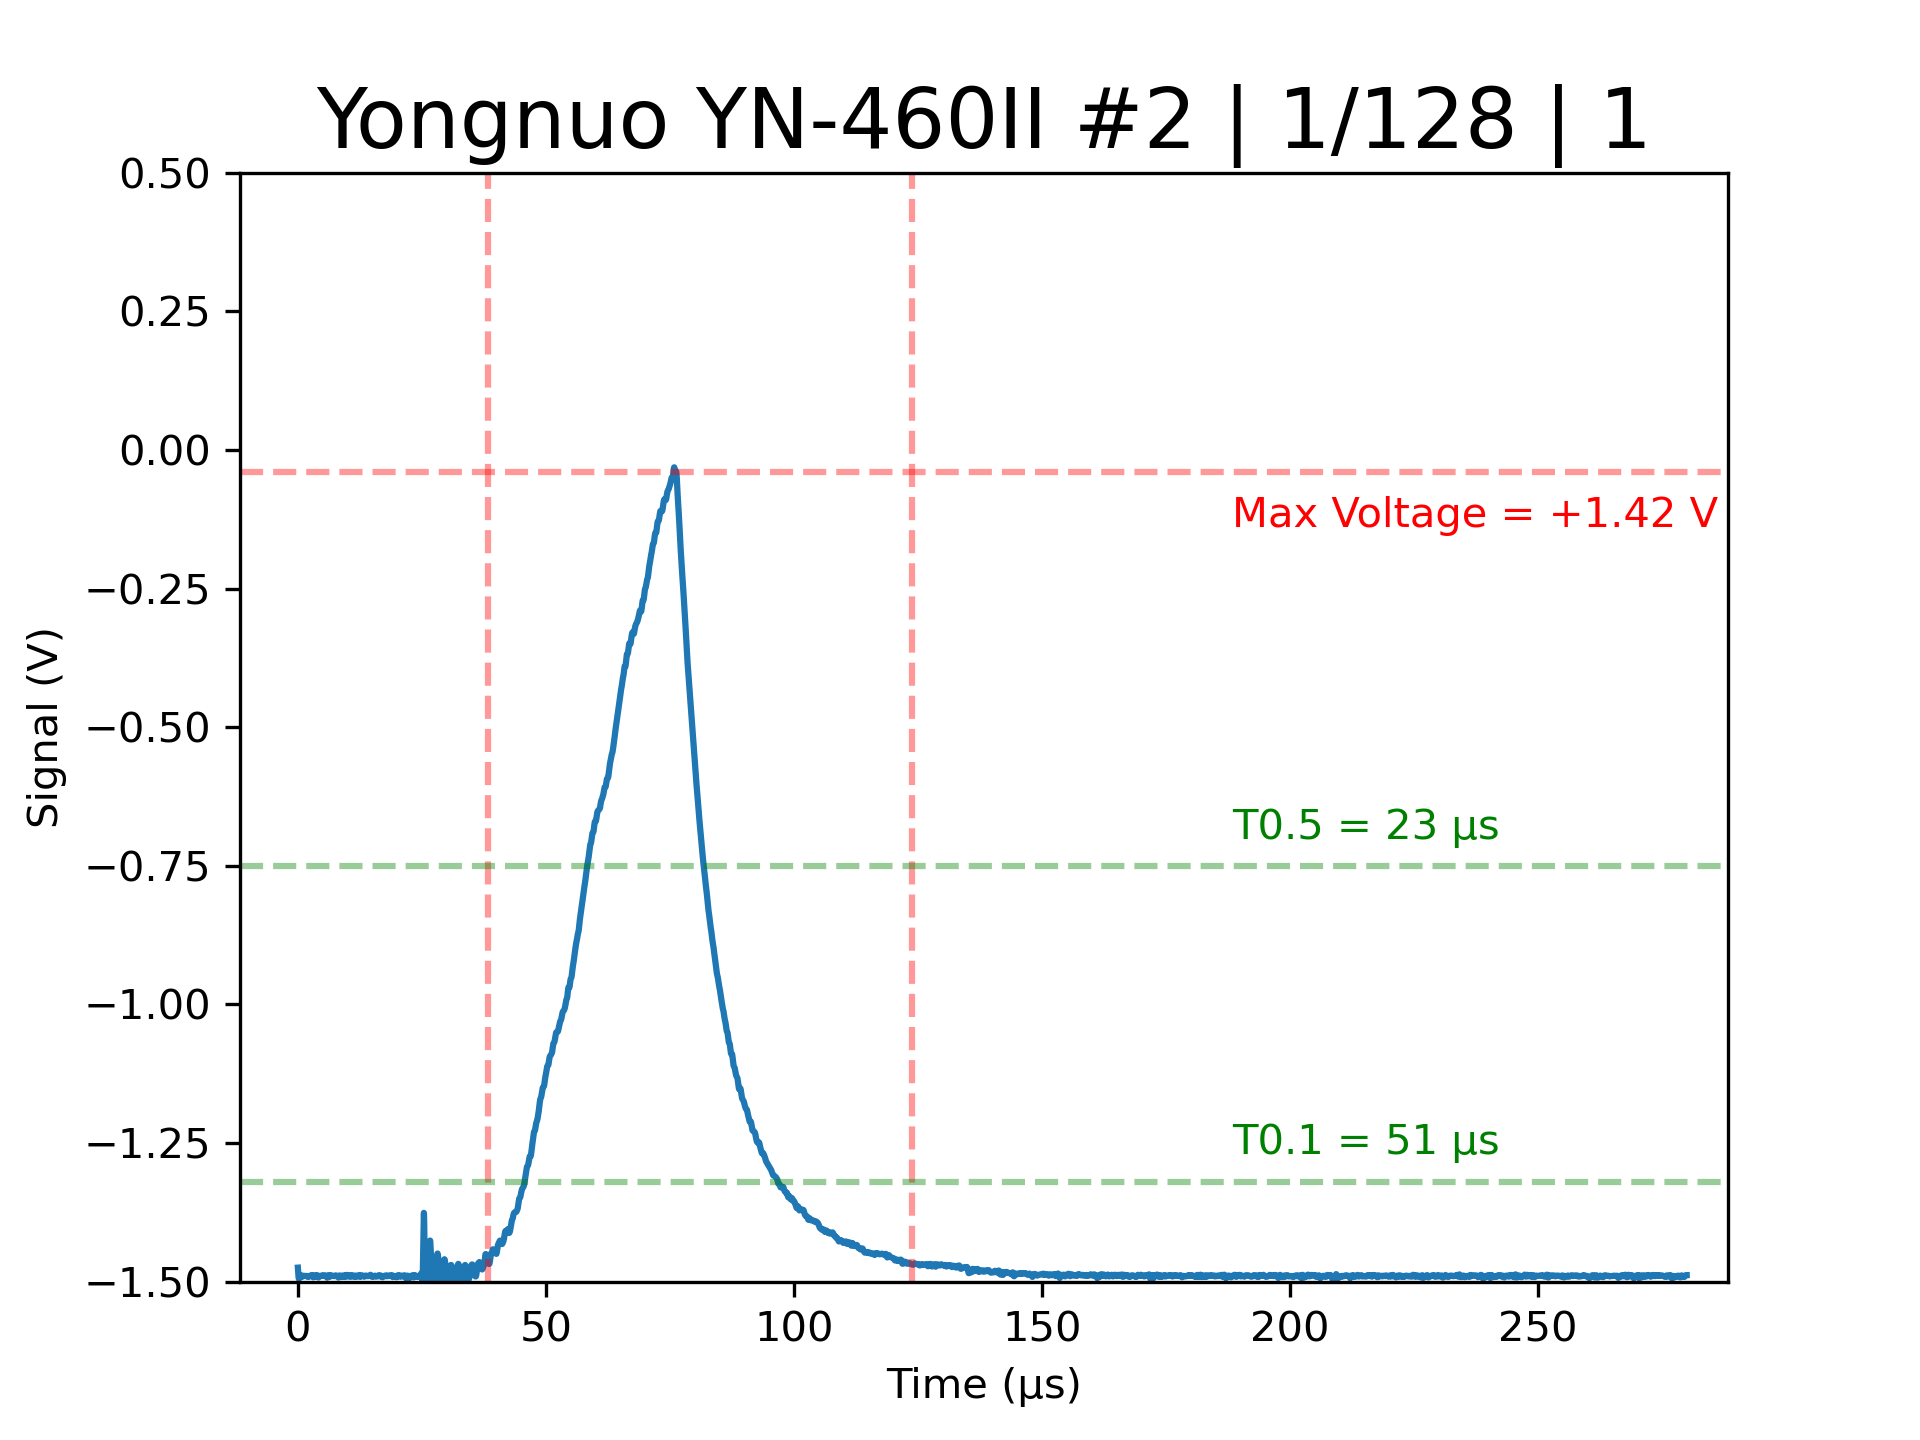 Yongnuo YN-460II #2 | 1/128 | 1
0.50
0.25
0.00
−0.25
−0.50
−0.75
−1.00
−1.25
−1.50
Signal (V)
Max Voltage = +1.42 V
T0.5 = 23 µs
T0.1 = 51 µs
0 50 100 150 200 250
Time (µs)